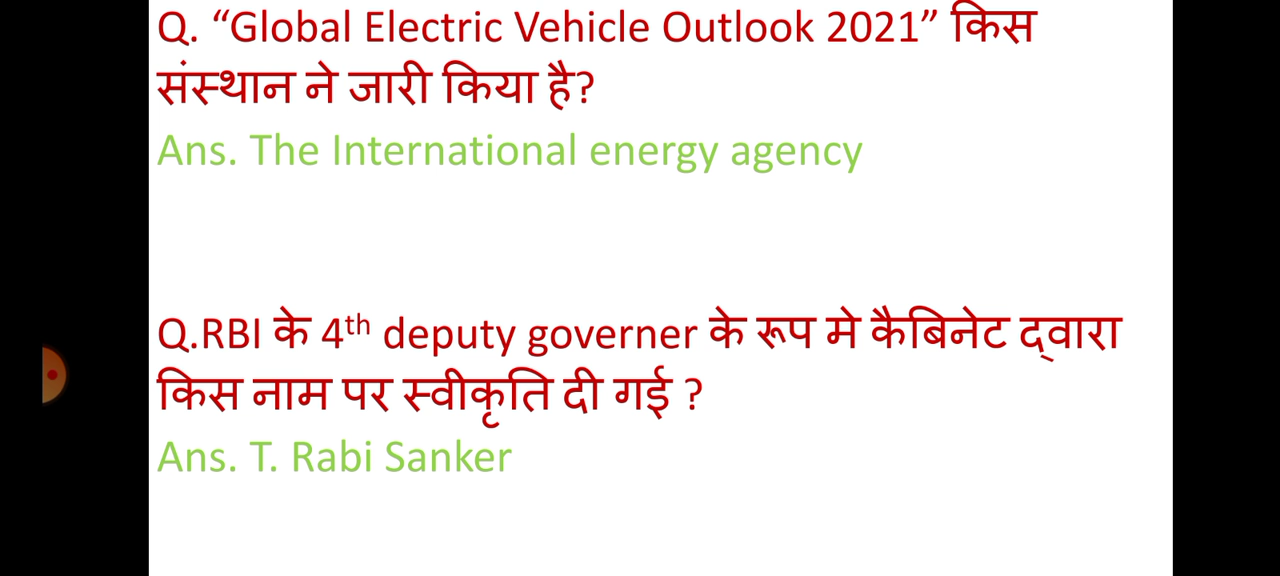 Q. “Global Electric Vehicle Outlook 2021” किस
संस्थान ने जारी किया है?
Ans. The International energy agency
Q.RBI के 4th deputy governer के रूप मे कैबिनेट द्वारा
किस नाम पर स्वीकृति दी गई ?
Ans. T. Rabi Sanker